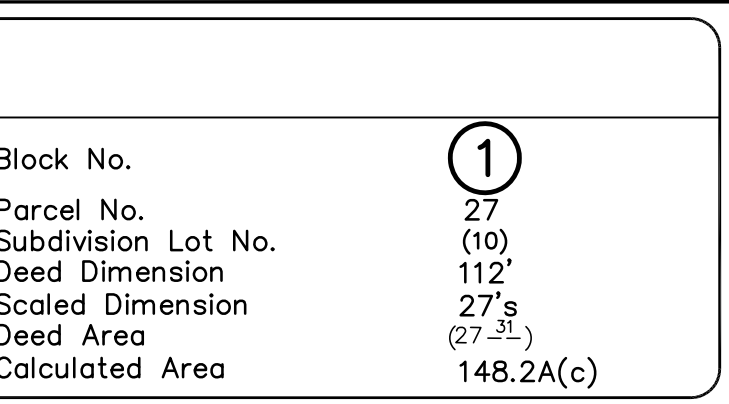 Block No. 1
Parcel No. 27
Subdivision Lot No. (10)
Deed Dimension 112'
Scaled Dimension 27's
Deed Area (27 31)
Calculated Area 148.2A(c)